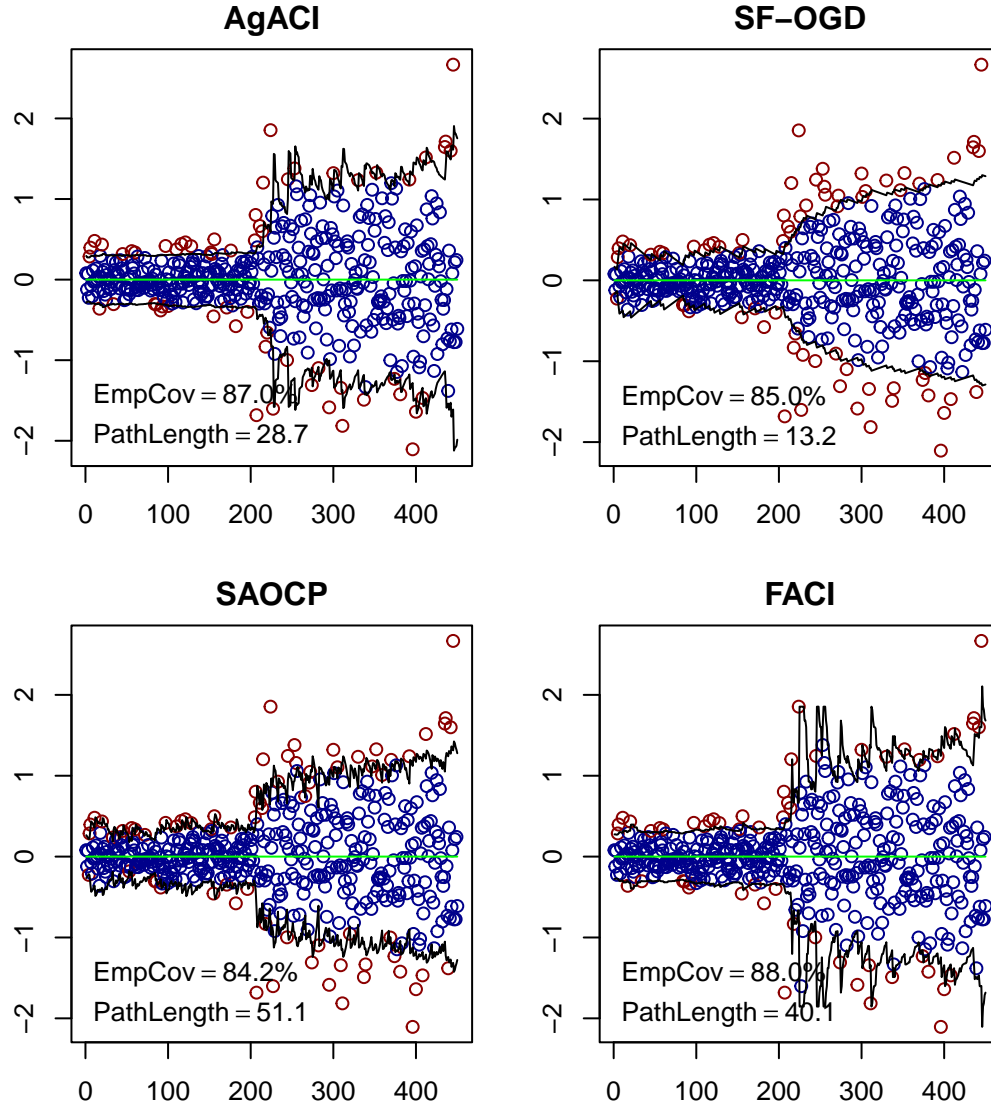 AgACI
2
1
0
−1
−2
EmpCov = 87.0%
PathLength = 28.7
0 100 200 300 400
SF−OGD
2
1
0
−1
−2
EmpCov = 85.0%
PathLength = 13.2
0 100 200 300 400
SAOCP
2
1
0
−1
−2
EmpCov = 84.2%
PathLength = 51.1
0 100 200 300 400
FACI
2
1
0
−1
−2
EmpCov = 88.0%
PathLength = 40.1
0 100 200 300 400